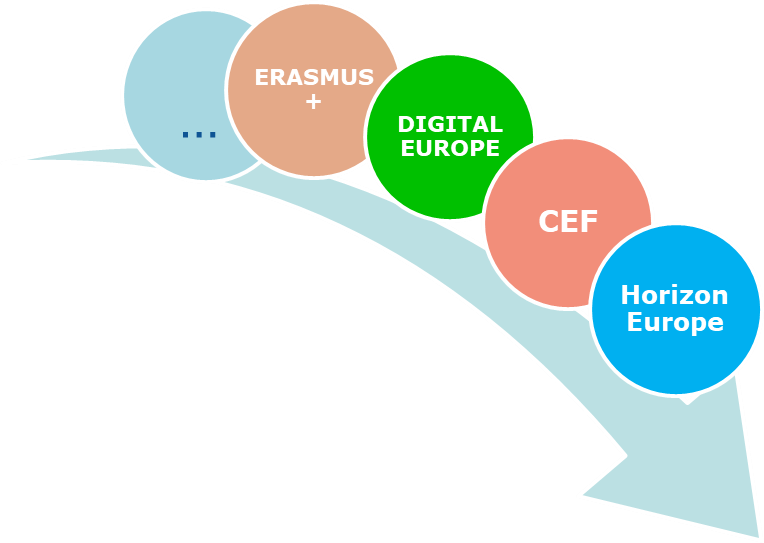 ...
ERASMUS
+
DIGITAL
EUROPE
CEF
Horizon
Europe